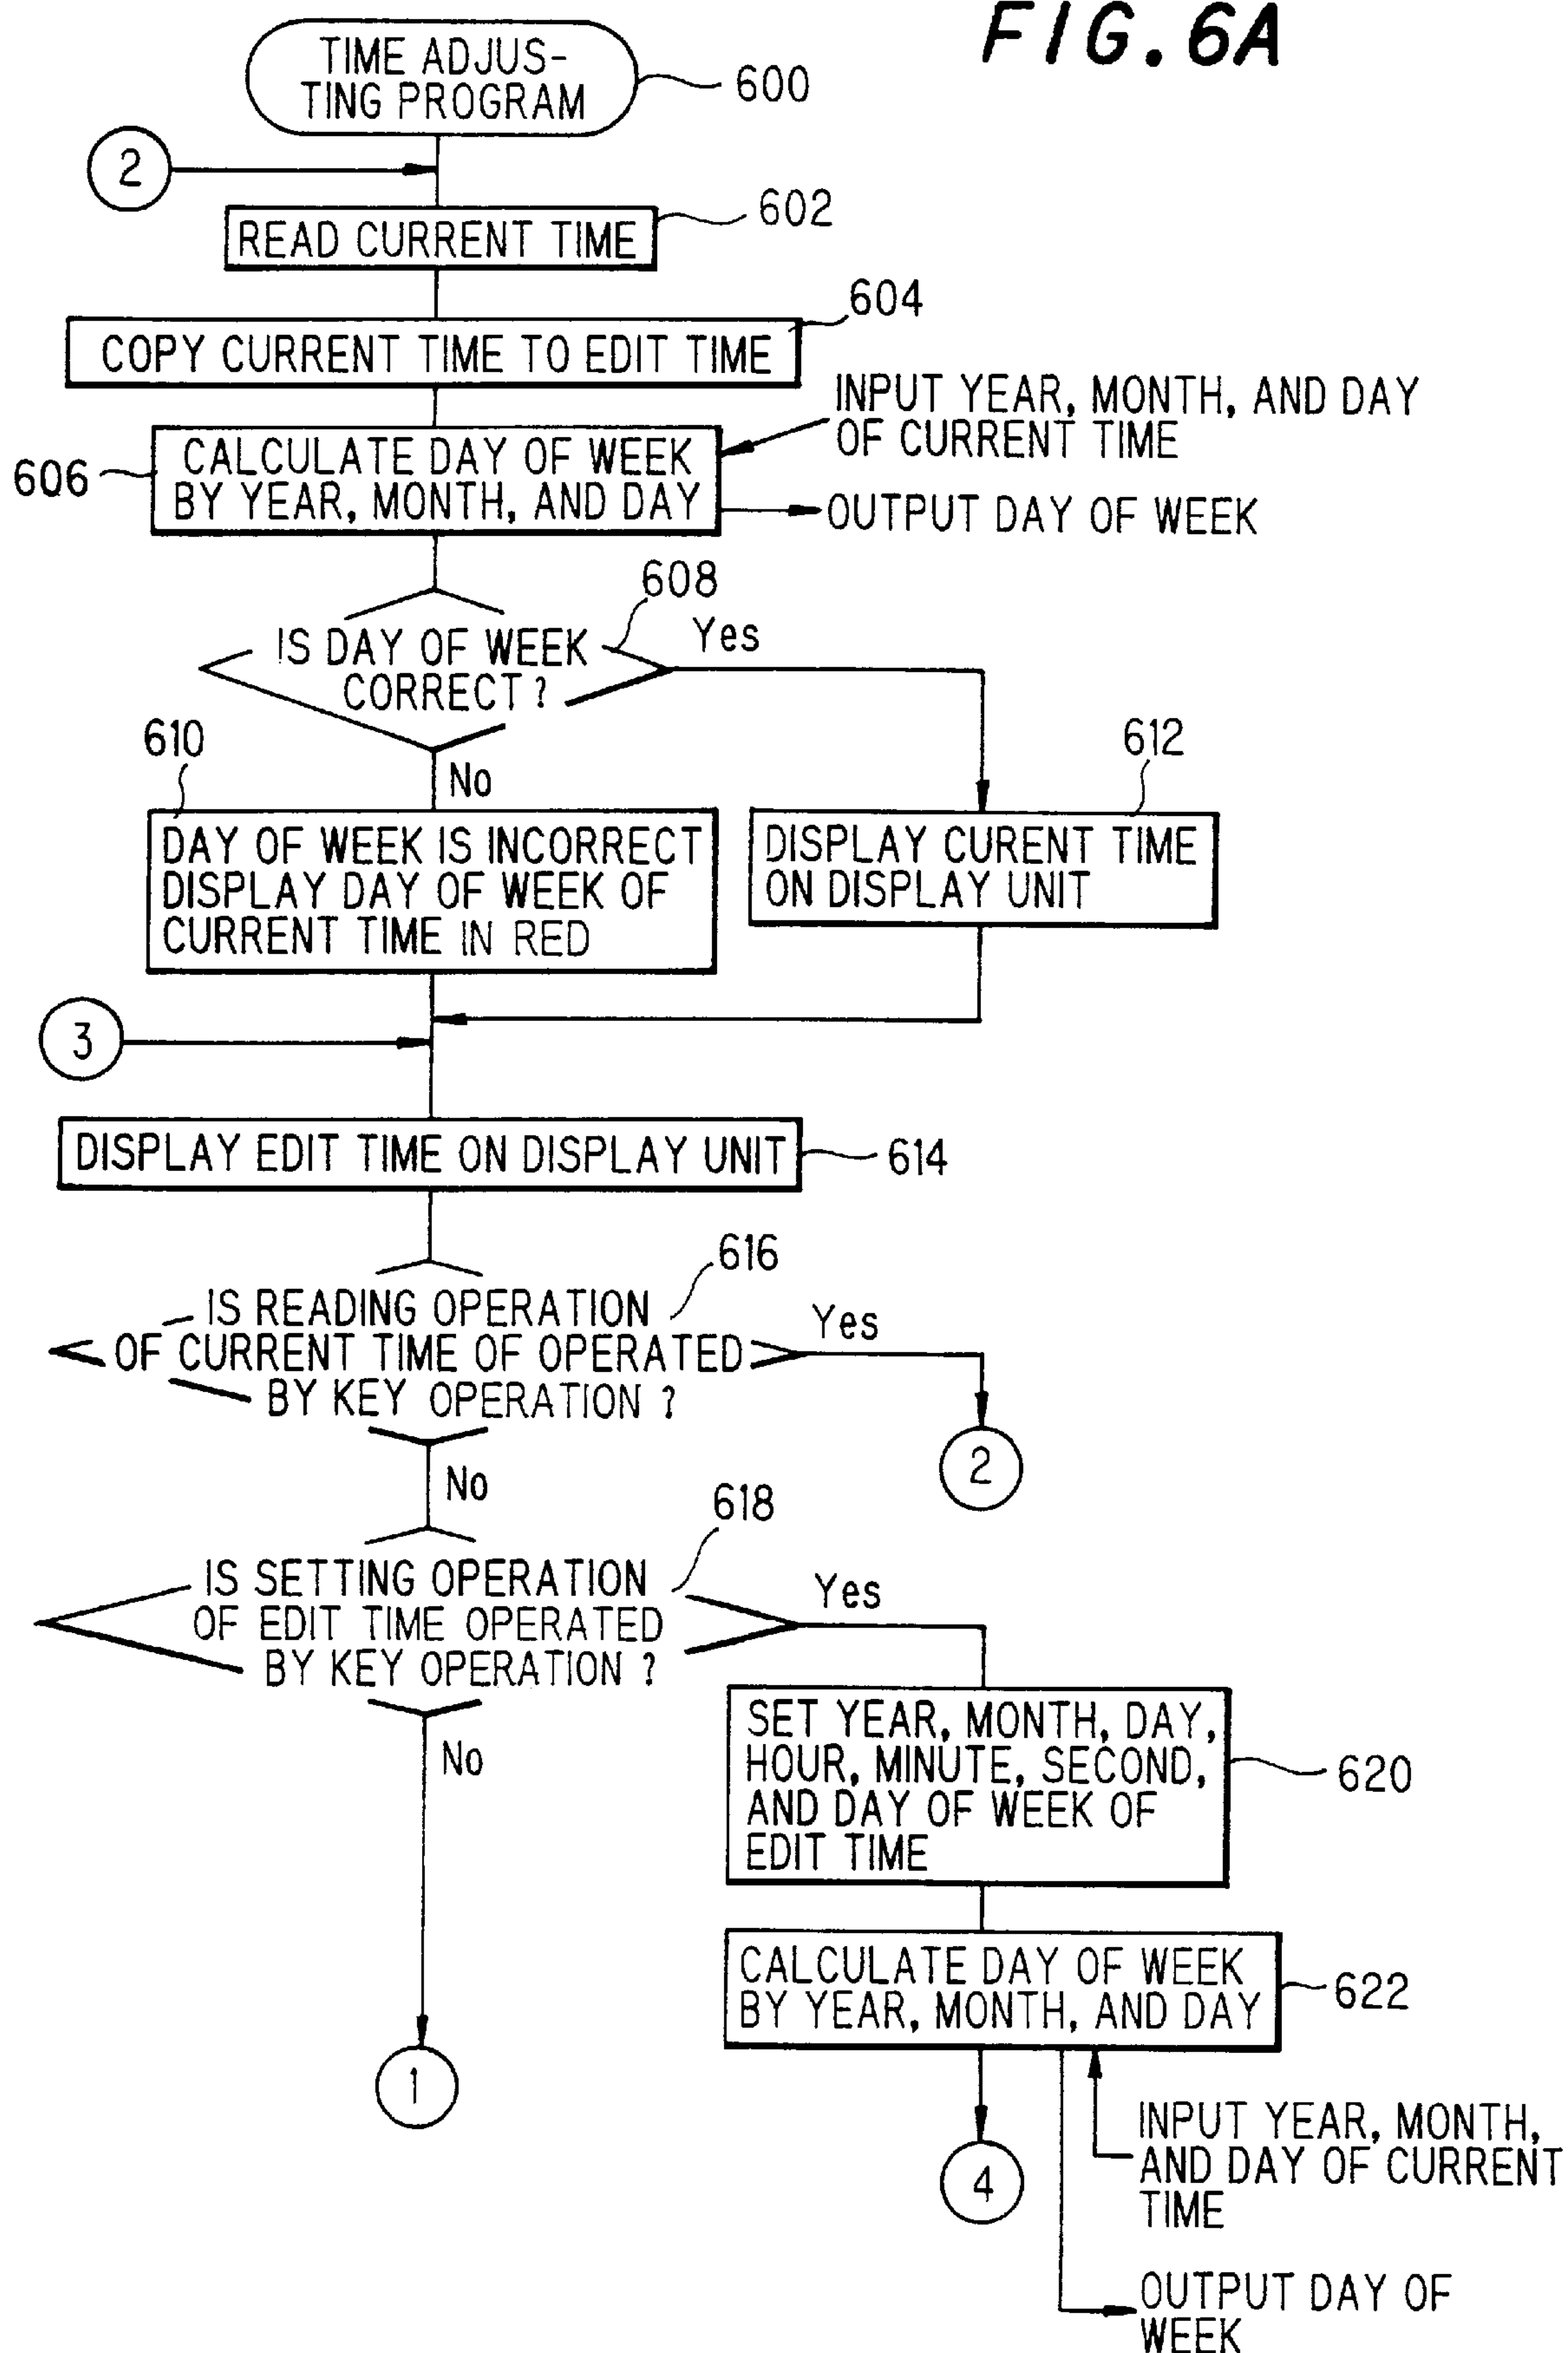 FIG. 6A
TIME ADJUS-
TING PROGRAM
600
2
602
READ CURRENT TIME
604
COPY CURRENT TIME TO EDIT TIME
INPUT YEAR, MONTH, AND DAY
OF CURRENT TIME
606
CALCULATE DAY OF WEEK
BY YEAR, MONTH, AND DAY
OUTPUT DAY OF WEEK
608
IS DAY OF WEEK
CORRECT?
Yes
610
No
612
DAY OF WEEK IS INCORRECT
DISPLAY DAY OF WEEK OF
CURRENT TIME IN RED
DISPLAY CURENT TIME
ON DISPLAY UNIT
3
DISPLAY EDIT TIME ON DISPLAY UNIT
614
616
IS READING OPERATION
OF CURRENT TIME OF OPERATED
BY KEY OPERATION ?
Yes
2
No
618
IS SETTING OPERATION
OF EDIT TIME OPERATED
BY KEY OPERATION ?
Yes
No
SET YEAR, MONTH, DAY,
HOUR, MINUTE, SECOND,
AND DAY OF WEEK OF
EDIT TIME
620
CALCULATE DAY OF WEEK
BY YEAR, MONTH, AND DAY
622
1
4
INPUT YEAR, MONTH,
AND DAY OF CURRENT
TIME
OUTPUT DAY OF
WEEK